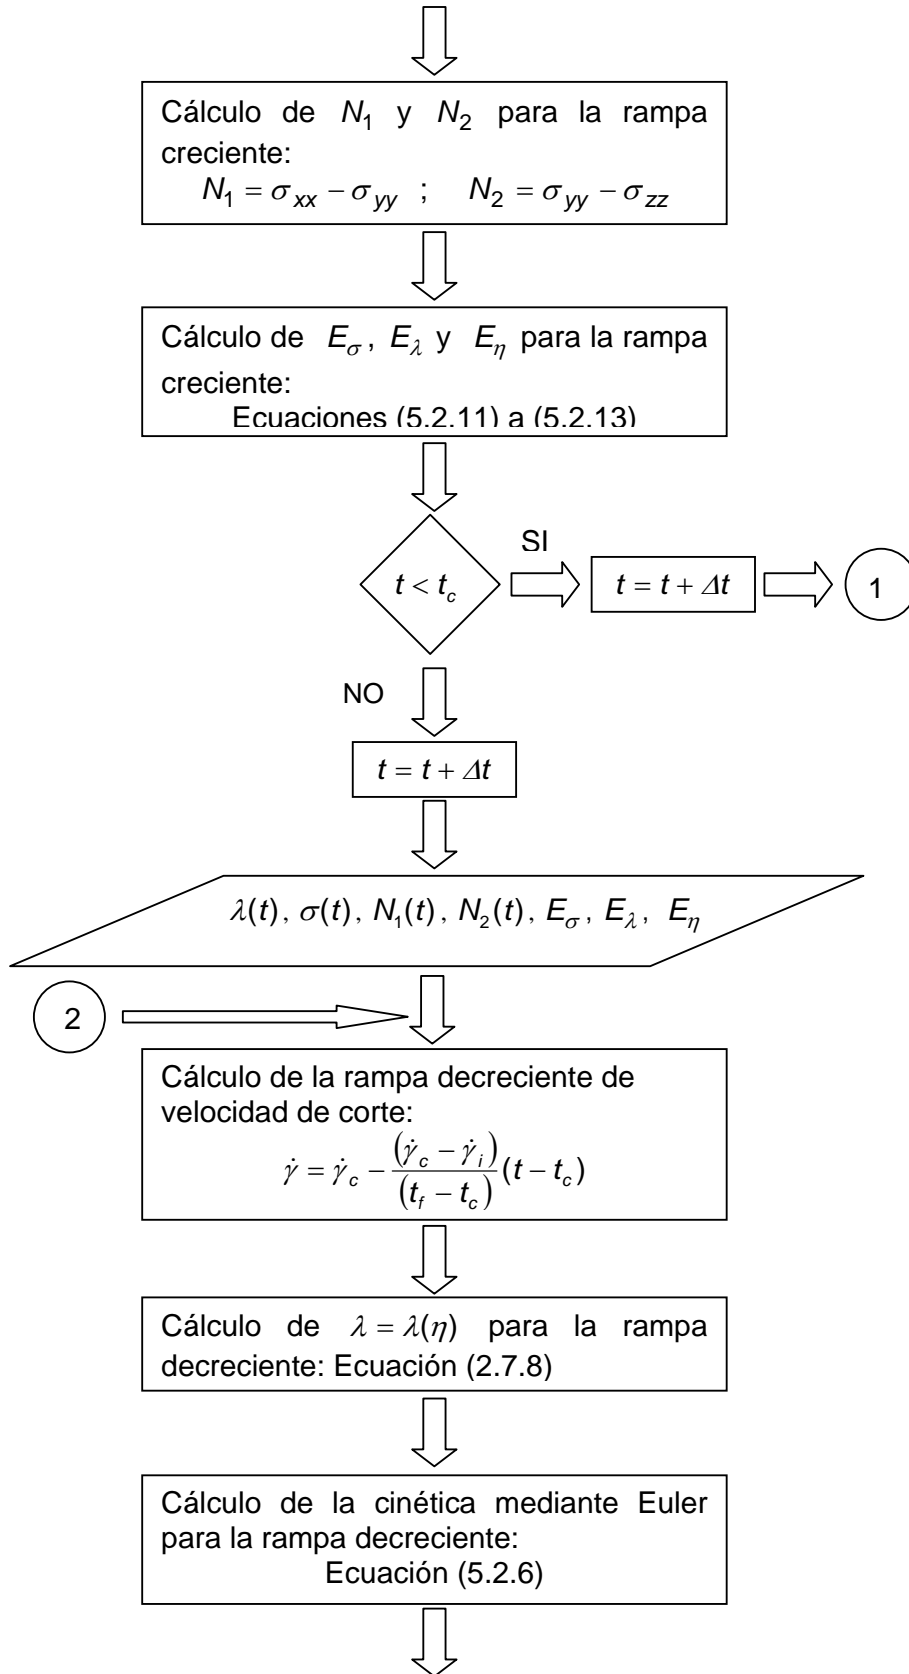 Cálculo de N₁ y N₂ para la rampa
creciente:
N₁ = σxx − σyy ; N₂ = σyy − σzz
Cálculo de Eσ, Eλ y Eη para la rampa
creciente:
Ecuaciones (5.2.11) a (5.2.13)
SI
t < tc
t = t + Δt
1
NO
t = t + Δt
λ(t), σ(t), N₁(t), N₂(t), Eσ, Eλ, Eη
2
Cálculo de la rampa decreciente de
velocidad de corte:
γ̇ = γ̇c − (γ̇c − γ̇i)/(tf − tc) (t − tc)
Cálculo de λ = λ(η) para la rampa
decreciente: Ecuación (2.7.8)
Cálculo de la cinética mediante Euler
para la rampa decreciente:
Ecuación (5.2.6)